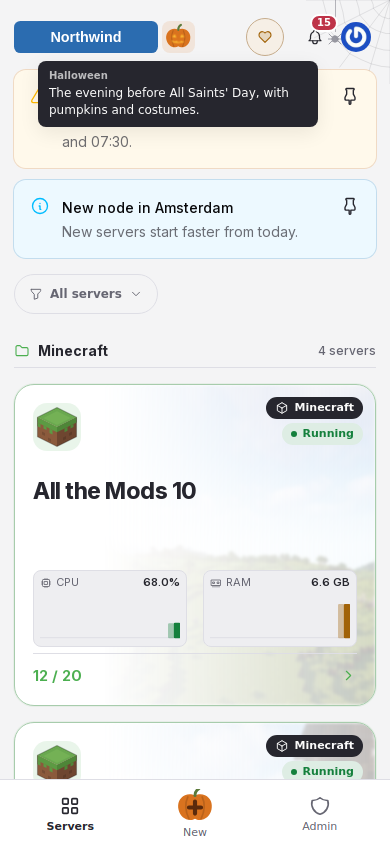 Northwind
15
Halloween
The evening before All Saints' Day, with
pumpkins and costumes.
and 07:30.
New node in Amsterdam
New servers start faster from today.
All servers
Minecraft
4 servers
Minecraft
Running
All the Mods 10
CPU
68.0%
RAM
6.6 GB
12 / 20
Minecraft
Running
Servers
New
Admin